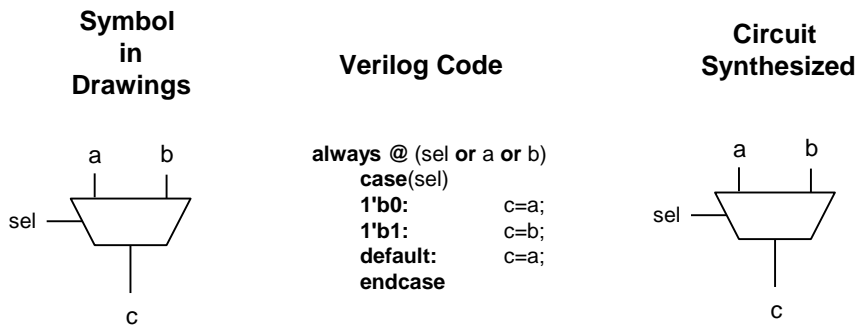 Symbol
in
Drawings
a b
sel
c
Verilog Code
always @ (sel or a or b)
case(sel)
1'b0: c=a;
1'b1: c=b;
default: c=a;
endcase
Circuit
Synthesized
a b
sel
c